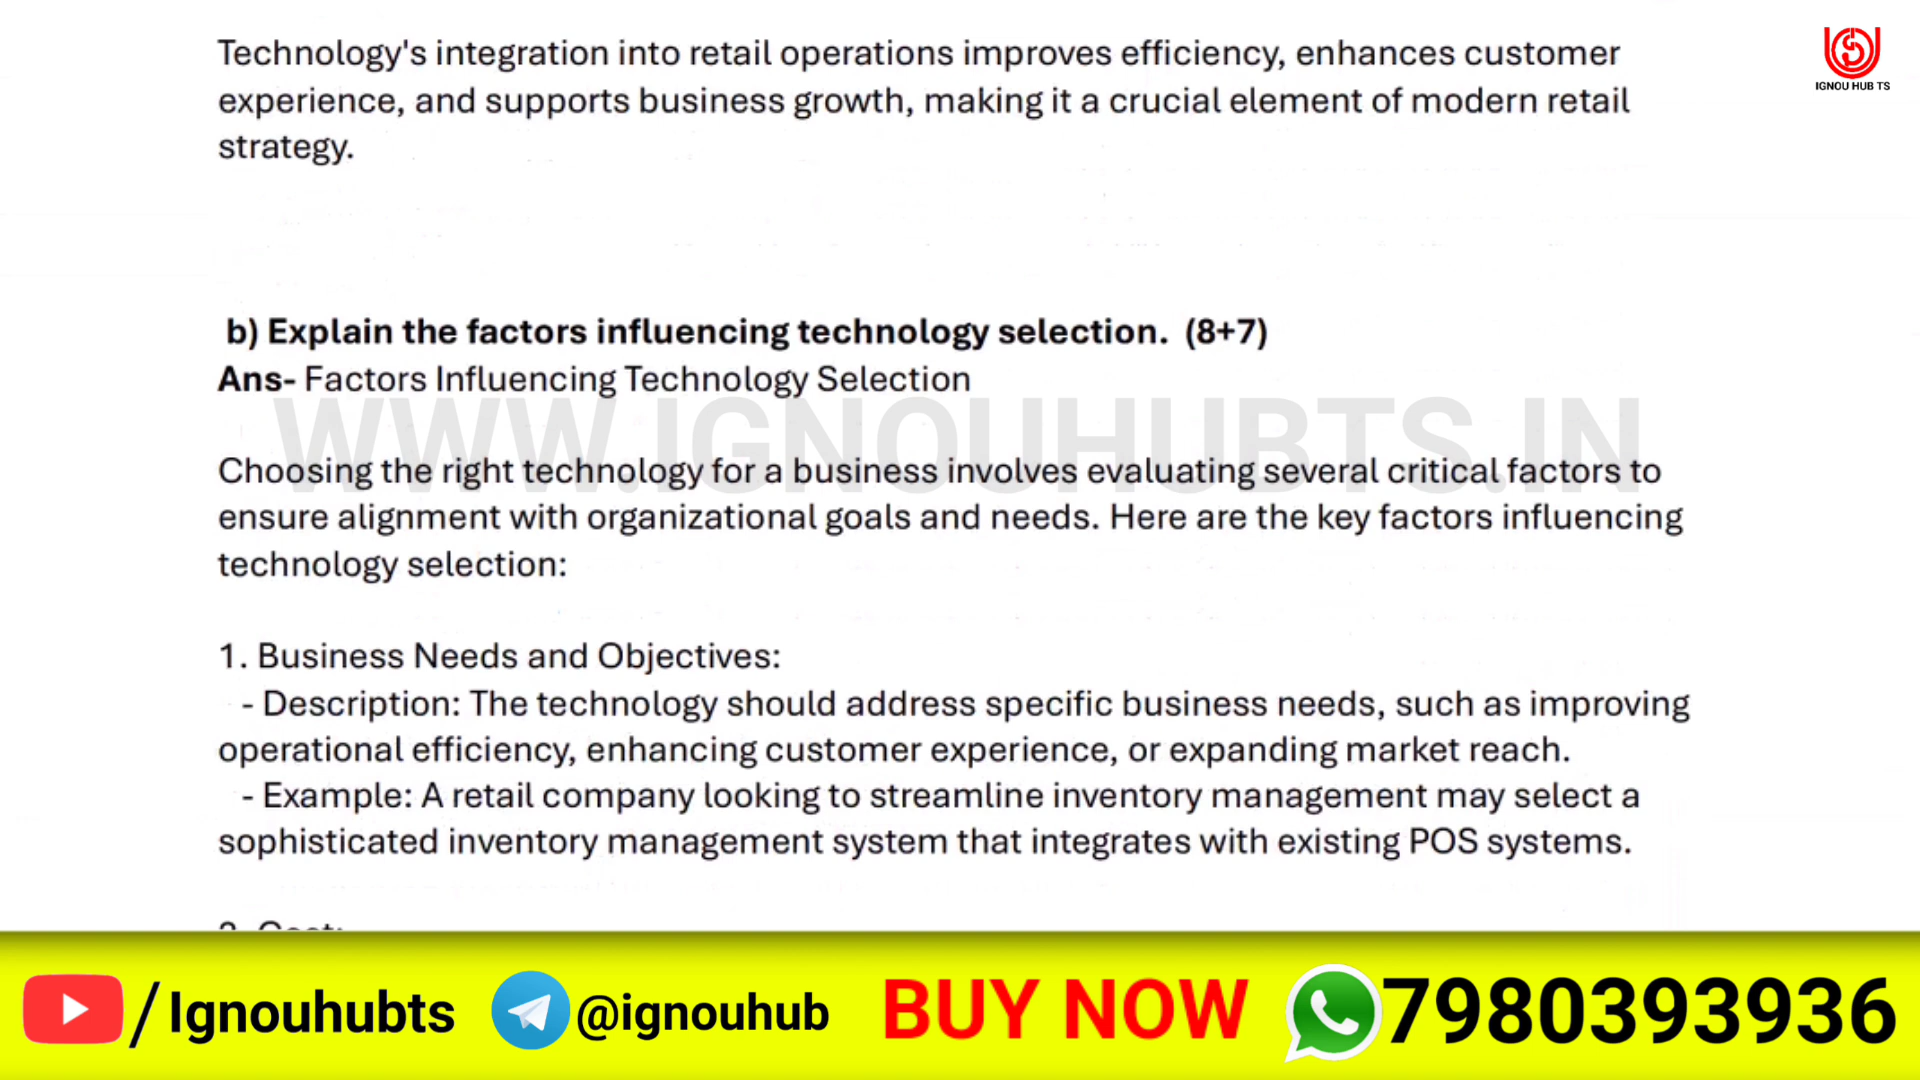 Technology's integration into retail operations improves efficiency, enhances customer
experience, and supports business growth, making it a crucial element of modern retail
strategy.
IGNOU HUB TS
b) Explain the factors influencing technology selection. (8+7)
Ans- Factors Influencing Technology Selection
WWW.IGNOUHUBTS.IN
Choosing the right technology for a business involves evaluating several critical factors to
ensure alignment with organizational goals and needs. Here are the key factors influencing
technology selection:
1. Business Needs and Objectives:
- Description: The technology should address specific business needs, such as improving
operational efficiency, enhancing customer experience, or expanding market reach.
- Example: A retail company looking to streamline inventory management may select a
sophisticated inventory management system that integrates with existing POS systems.
2. Cost:
/Ignouhubts @ignouhub BUY NOW 7980393936